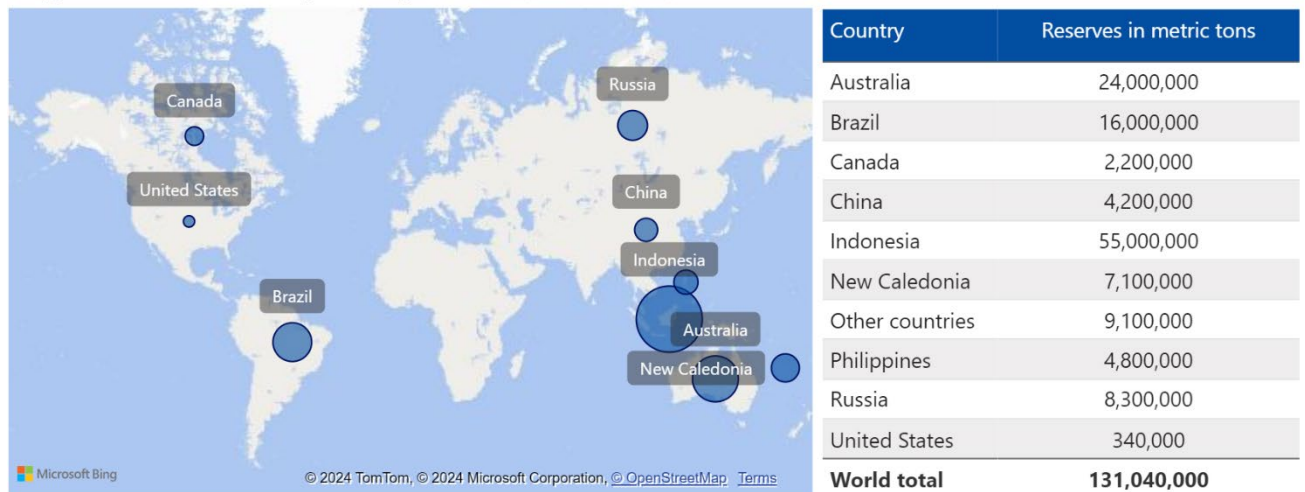 Canada
Russia
United States
China
Indonesia
Brazil
Australia
New Caledonia
Microsoft Bing
© 2024 TomTom, © 2024 Microsoft Corporation, © OpenStreetMap Terms
Country Reserves in metric tons
Australia 24,000,000
Brazil 16,000,000
Canada 2,200,000
China 4,200,000
Indonesia 55,000,000
New Caledonia 7,100,000
Other countries 9,100,000
Philippines 4,800,000
Russia 8,300,000
United States 340,000
World total 131,040,000